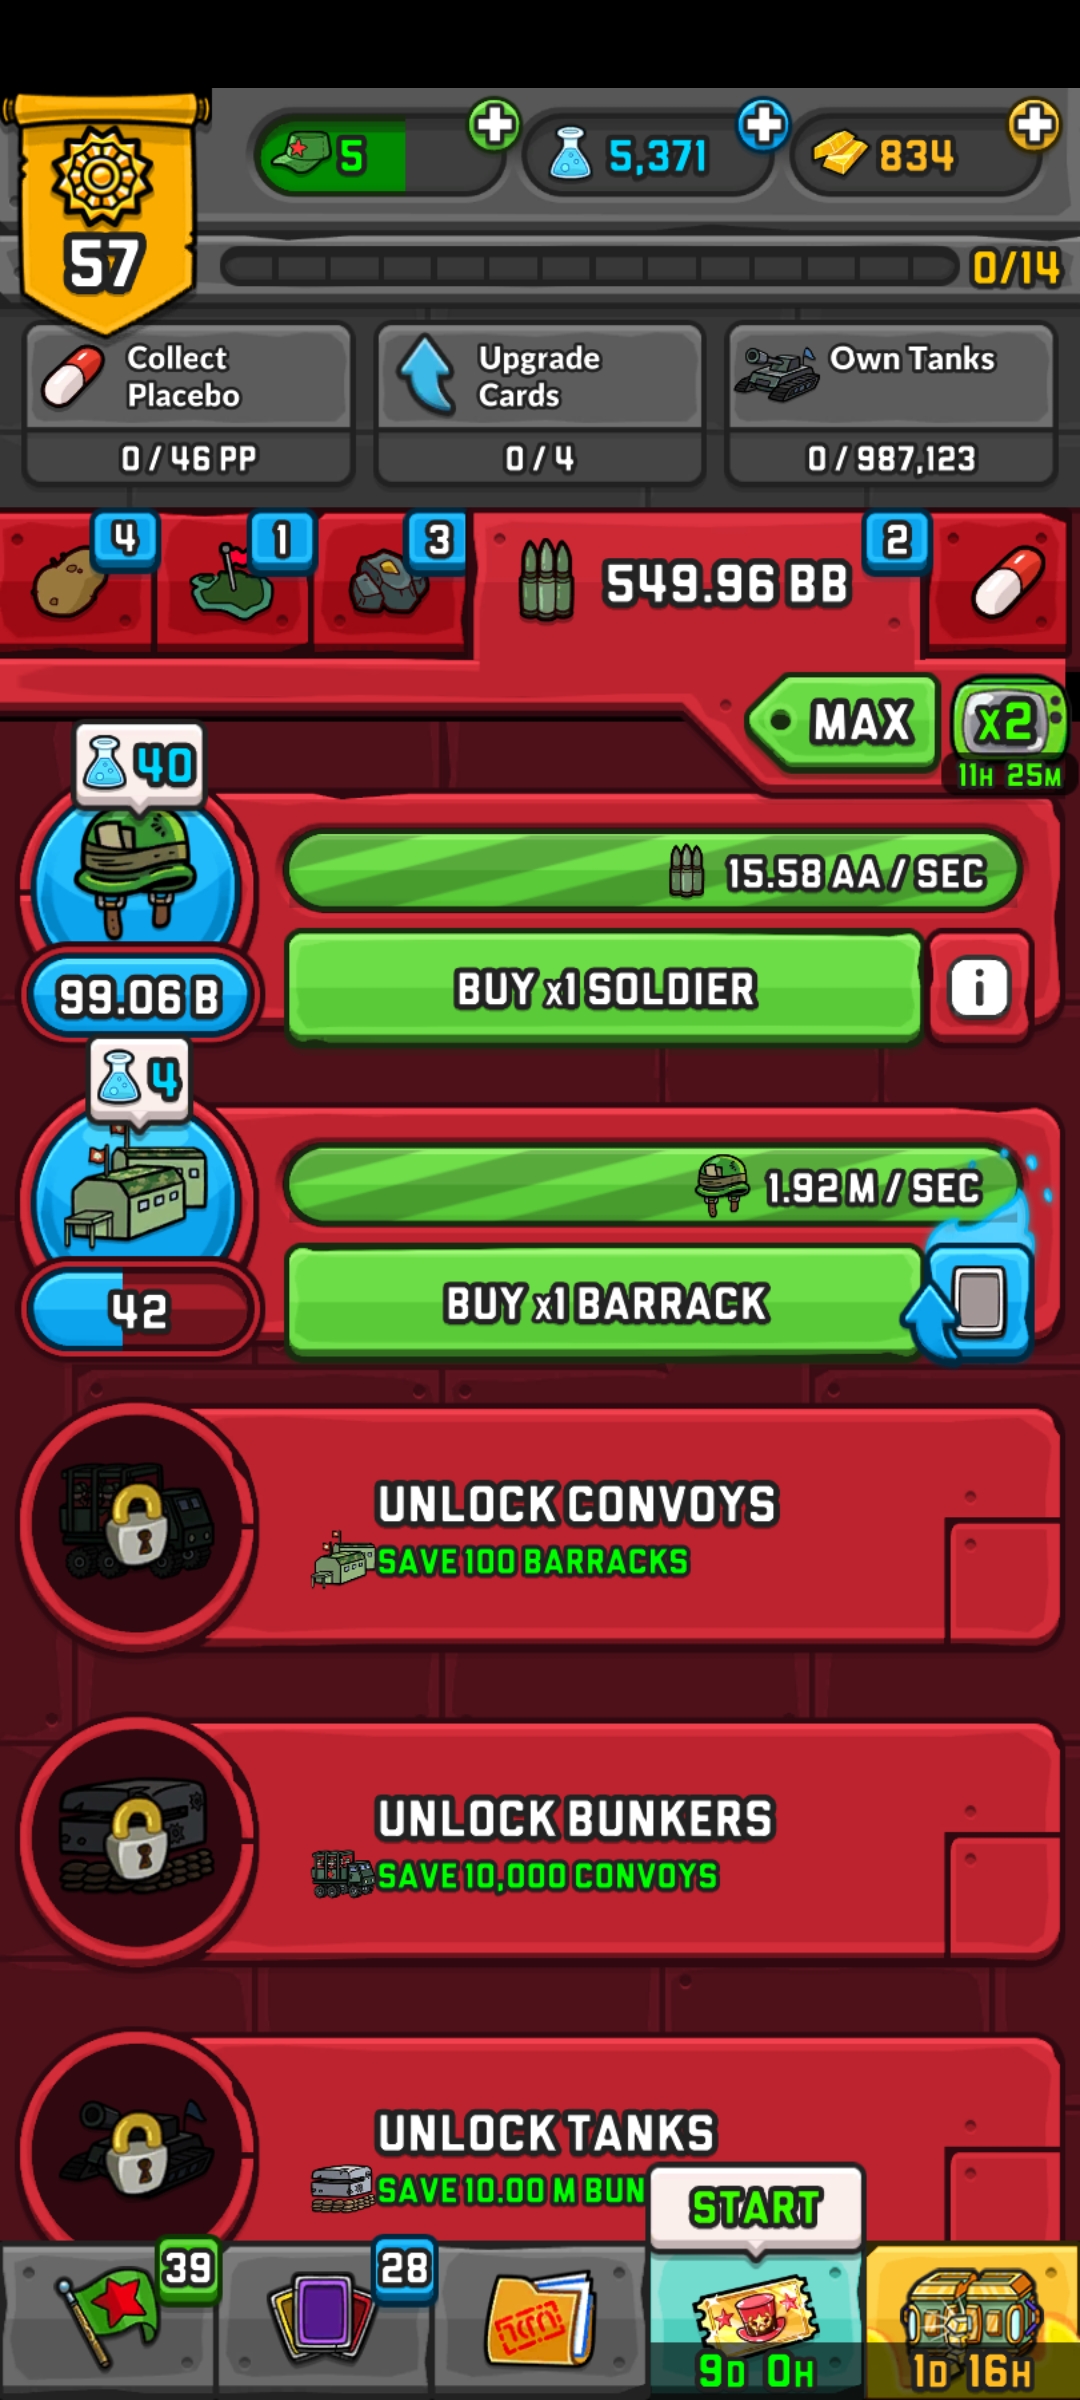 5
5,371
834
57
0/14
Collect
Placebo
0 / 46 PP
Upgrade
Cards
0 / 4
Own Tanks
0 / 987,123
4
1
3
549.96 BB
2
MAX
x2
11H 25M
40
15.58 AA / SEC
99.06 B
BUY x1 SOLDIER
i
4
1.92 M / SEC
42
BUY x1 BARRACK
UNLOCK CONVOYS
SAVE 100 BARRACKS
UNLOCK BUNKERS
SAVE 10,000 CONVOYS
UNLOCK TANKS
SAVE 10.00 M BUN
START
39
28
9D 0H
1D 16H